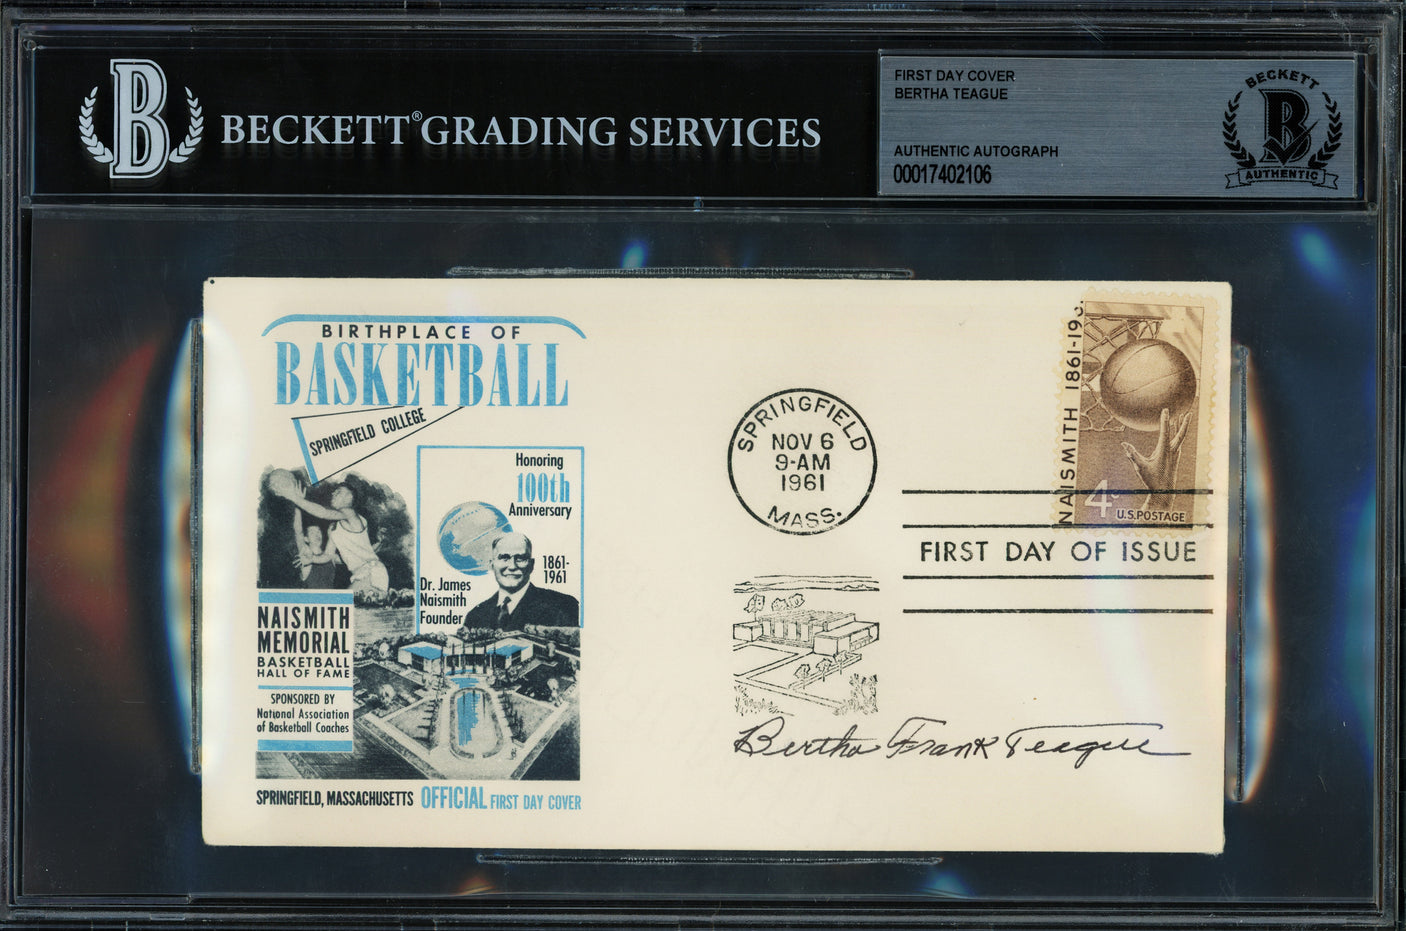 B
BECKETT® GRADING SERVICES
FIRST DAY COVER
BERTHA TEAGUE
AUTHENTIC AUTOGRAPH
00017402106
BECKETT
B
AUTHENTIC
BIRTHPLACE OF
BASKETBALL
SPRINGFIELD COLLEGE
Honoring
100th
Anniversary
1861-
1961
Dr. James
Naismith
Founder
NAISMITH
MEMORIAL
BASKETBALL
HALL OF FAME
SPONSORED BY
National Association
of Basketball Coaches
SPRINGFIELD, MASSACHUSETTS OFFICIAL FIRST DAY COVER
SPRINGFIELD
NOV 6
9-AM
1961
MASS.
NAISMITH 1861-19
4c
U.S. POSTAGE
FIRST DAY OF ISSUE
Bertha Frank Teague